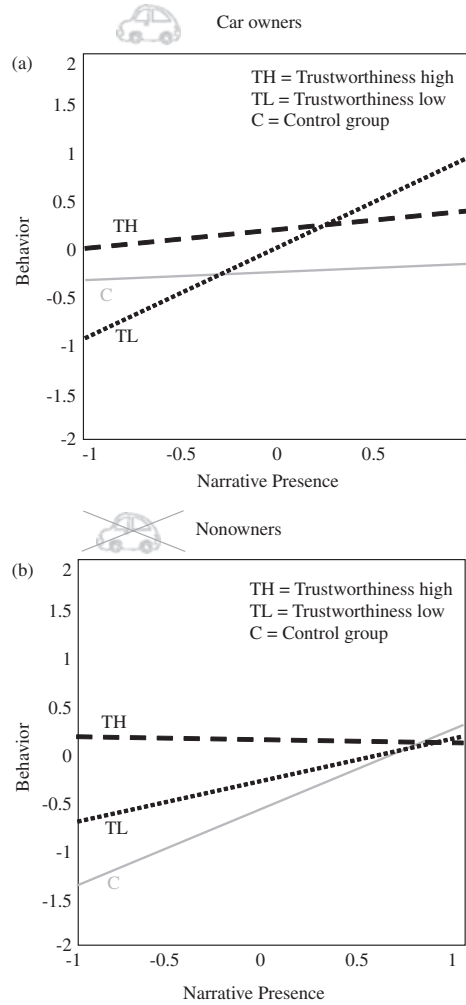 Car owners
(a)
2
1.5
1
0.5
0
-0.5
-1
-1.5
-2
Behavior
TH = Trustworthiness high
TL = Trustworthiness low
C = Control group
TH
C
TL
-1 -0.5 0 0.5
Narrative Presence
Nonowners
(b)
2
1.5
1
0.5
0
-0.5
-1
-1.5
-2
Behavior
TH = Trustworthiness high
TL = Trustworthiness low
C = Control group
TH
TL
C
-1 -0.5 0 0.5 1
Narrative Presence